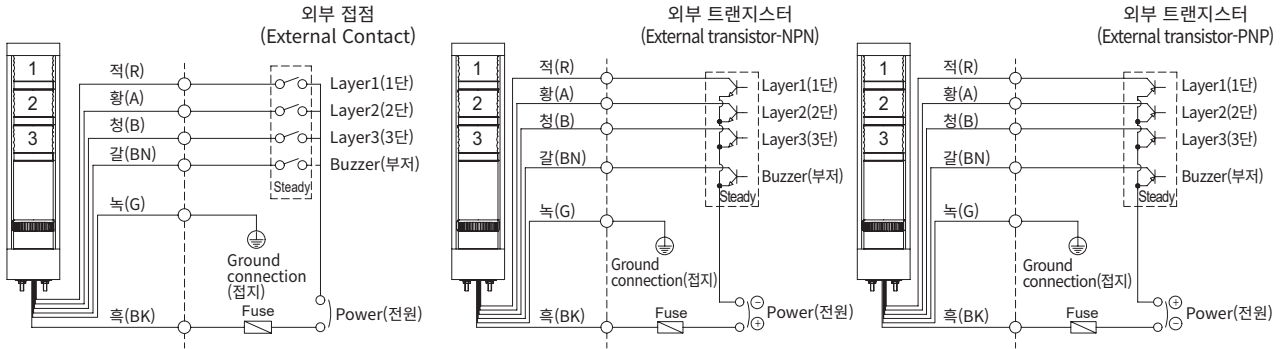 외부 접점
(External Contact)
1
2
3
적(R)
황(A)
청(B)
갈(BN)
녹(G)
흑(BK)
Layer1(1단)
Layer2(2단)
Layer3(3단)
Buzzer(부저)
Steady
Ground
connection
(접지)
Fuse
Power(전원)
외부 트랜지스터
(External transistor-NPN)
1
2
3
적(R)
황(A)
청(B)
갈(BN)
녹(G)
흑(BK)
Layer1(1단)
Layer2(2단)
Layer3(3단)
Buzzer(부저)
Steady
Ground
connection(접지)
Fuse
⊖
⊕
Power(전원)
외부 트랜지스터
(External transistor-PNP)
1
2
3
적(R)
황(A)
청(B)
갈(BN)
녹(G)
흑(BK)
Layer1(1단)
Layer2(2단)
Layer3(3단)
Buzzer(부저)
Steady
Ground
connection(접지)
Fuse
⊕
⊖
Power(전원)